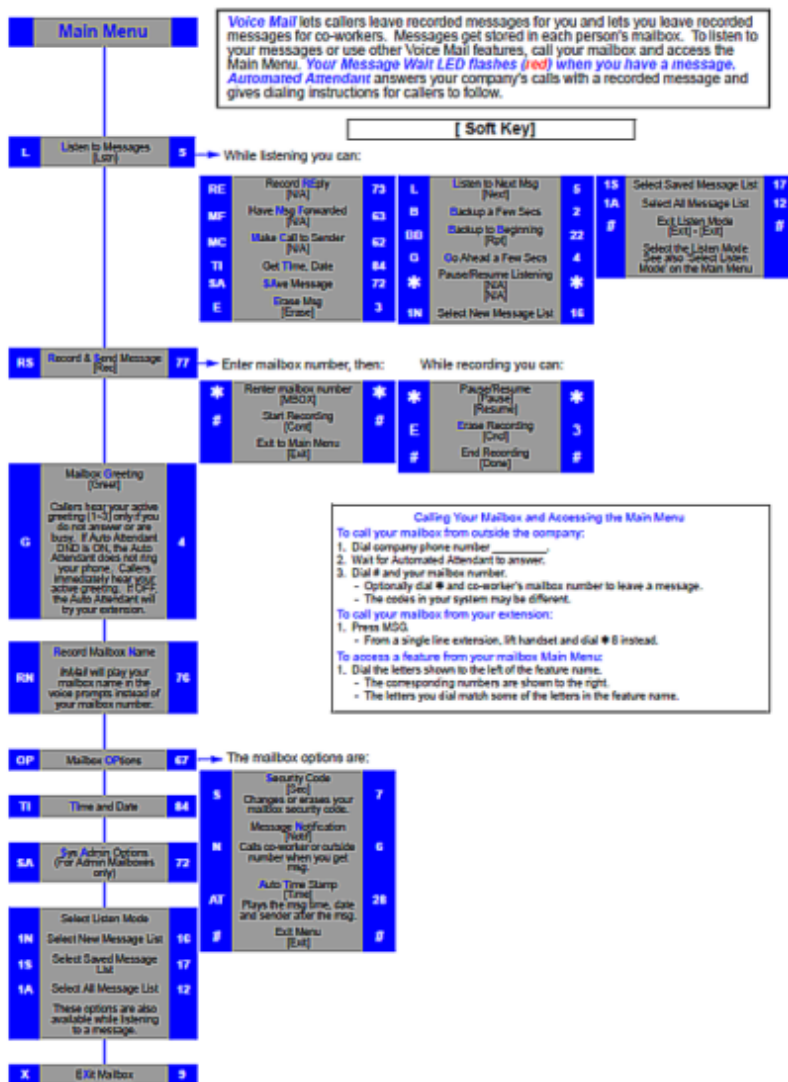 Main Menu
Voice Mail lets callers leave recorded messages for you and lets you leave recorded
messages for co-workers. Messages get stored in each person's mailbox. To listen to
your messages or use other Voice Mail features, call your mailbox and access the
Main Menu. Your Message Wait LED flashes (red) when you have a message.
Automated Attendant answers your company's calls with a recorded message and
gives dialing instructions for callers to follow.
[ Soft Key]
L Listen to Messages 5
[Lstn]
While listening you can:
RE Record REply 73
[N/A]
MF Have Msg Forwarded 63
[N/A]
MC Make Call to Sender 62
[N/A]
TI Get TIme, Date 84
SA SAve Message 72
E Erase Msg 3
[Erase]
L Listen to Next Msg 5
[Next]
B Backup a Few Secs 2
BB Backup to Beginning 22
[Rpt]
G Go Ahead a Few Secs 4
* Pause/Resume Listening *
[N/A]
[N/A]
1N Select New Message List 16
1S Select Saved Message List 17
1A Select All Message List 12
# Exit Listen Mode #
[Exit] - [Exit]
Select the Listen Mode
See also 'Select Listen
Mode' on the Main Menu
RS Record & Send Message 77
[Rec]
Enter mailbox number, then:
* Renter mailbox number *
[MBOX]
# Start Recording #
[Cont]
Exit to Main Menu
[Exit]
While recording you can:
* Pause/Resume *
[Pause]
[Resume]
E Erase Recording 3
[Cncl]
# End Recording #
[Done]
Mailbox Greeting
[Greet]
G 4
Callers hear your active
greeting (1-3) only if you
do not answer or are
busy. If Auto Attendant
DND is ON, the Auto
Attendant does not ring
your phone. Callers
immediately hear your
active greeting. If OFF,
the Auto Attendant will
try your extension.
Calling Your Mailbox and Accessing the Main Menu
To call your mailbox from outside the company:
1. Dial company phone number _________.
2. Wait for Automated Attendant to answer.
3. Dial # and your mailbox number.
- Optionally dial * and co-worker's mailbox number to leave a message.
- The codes in your system may be different.
To call your mailbox from your extension:
1. Press MSG.
- From a single line extension, lift handset and dial * 8 instead.
To access a feature from your mailbox Main Menu:
1. Dial the letters shown to the left of the feature name.
- The corresponding numbers are shown to the right.
- The letters you dial match some of the letters in the feature name.
Record Mailbox Name
RN 76
InMail will play your
mailbox name in the
voice prompts instead of
your mailbox number.
OP Mailbox OPtions 67
The mailbox options are:
S Security Code 7
[Sec]
Changes or erases your
mailbox security code.
N Message Notification 6
[Notif]
Calls co-worker or outside
number when you get
msg.
AT Auto Time Stamp 28
[Time]
Plays the msg time, date
and sender after the msg.
# Exit Menu #
[Exit]
TI TIme and Date 84
SA Sys Admin Options 72
(For Admin Mailboxes
only)
Select Listen Mode
1N Select New Message List 16
1S Select Saved Message 17
List
1A Select All Message List 12
These options are also
available while listening
to a message.
X EXit Mailbox 9